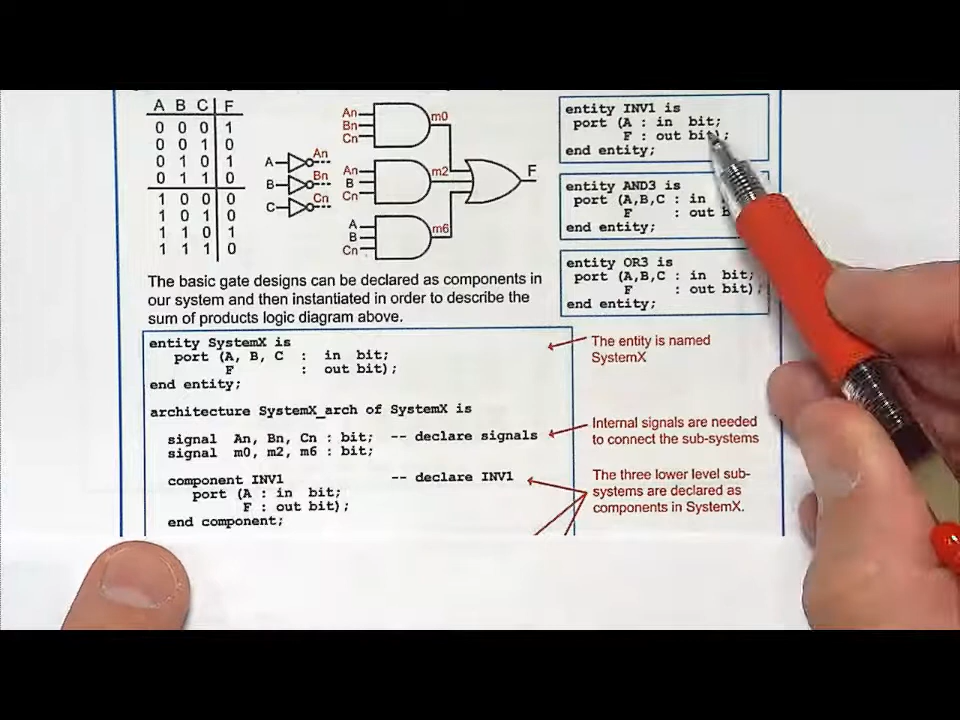 A B C F
0 0 0 1
0 0 1 0
0 1 0 1
0 1 1 0
1 0 0 0
1 0 1 0
1 1 0 1
1 1 1 0
A An
B Bn
C Cn
An
Bn
Cn
m0
An
B
Cn
m2
A
B
Cn
m6
F
entity INV1 is
port (A : in bit;
F : out bit);
end entity;
entity AND3 is
port (A,B,C : in
F : out b
end entity;
entity OR3 is
port (A,B,C : in bit;
F : out bit);
end entity;
The basic gate designs can be declared as components in
our system and then instantiated in order to describe the
sum of products logic diagram above.
entity SystemX is
port (A, B, C : in bit;
F : out bit);
end entity;
architecture SystemX_arch of SystemX is
signal An, Bn, Cn : bit; -- declare signals
signal m0, m2, m6 : bit;
component INV1 -- declare INV1
port (A : in bit;
F : out bit);
end component;
The entity is named
SystemX
Internal signals are needed
to connect the sub-systems
The three lower level sub-
systems are declared as
components in SystemX.